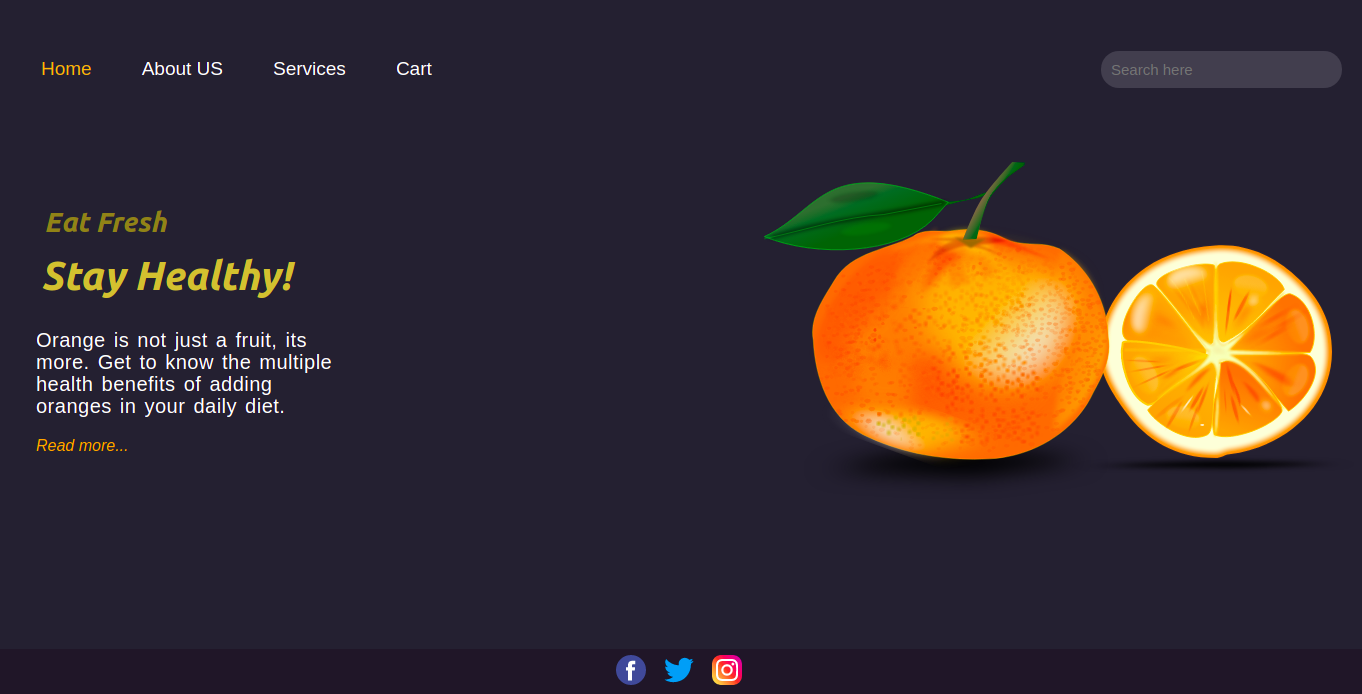 Home About US Services Cart Search here
Eat Fresh
Stay Healthy!
Orange is not just a fruit, its
more. Get to know the multiple
health benefits of adding
oranges in your daily diet.
Read more...